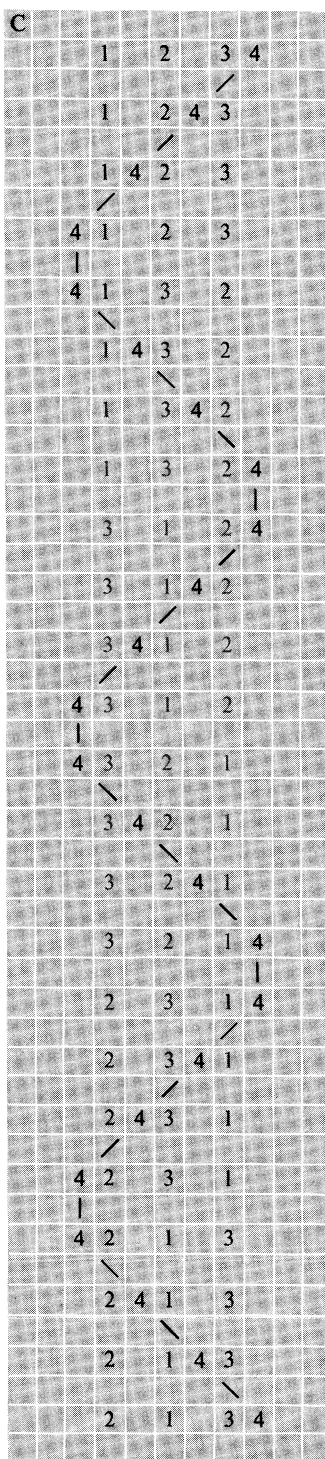 C
1 2 3 4
1 2 4 3
1 4 2 3
4 1 2 3
4 1 3 2
1 4 3 2
1 3 4 2
1 3 2 4
3 1 2 4
3 1 4 2
3 4 1 2
4 3 1 2
4 3 2 1
3 4 2 1
3 2 4 1
3 2 1 4
2 3 1 4
2 3 4 1
2 4 3 1
4 2 3 1
4 2 1 3
2 4 1 3
2 1 4 3
2 1 3 4